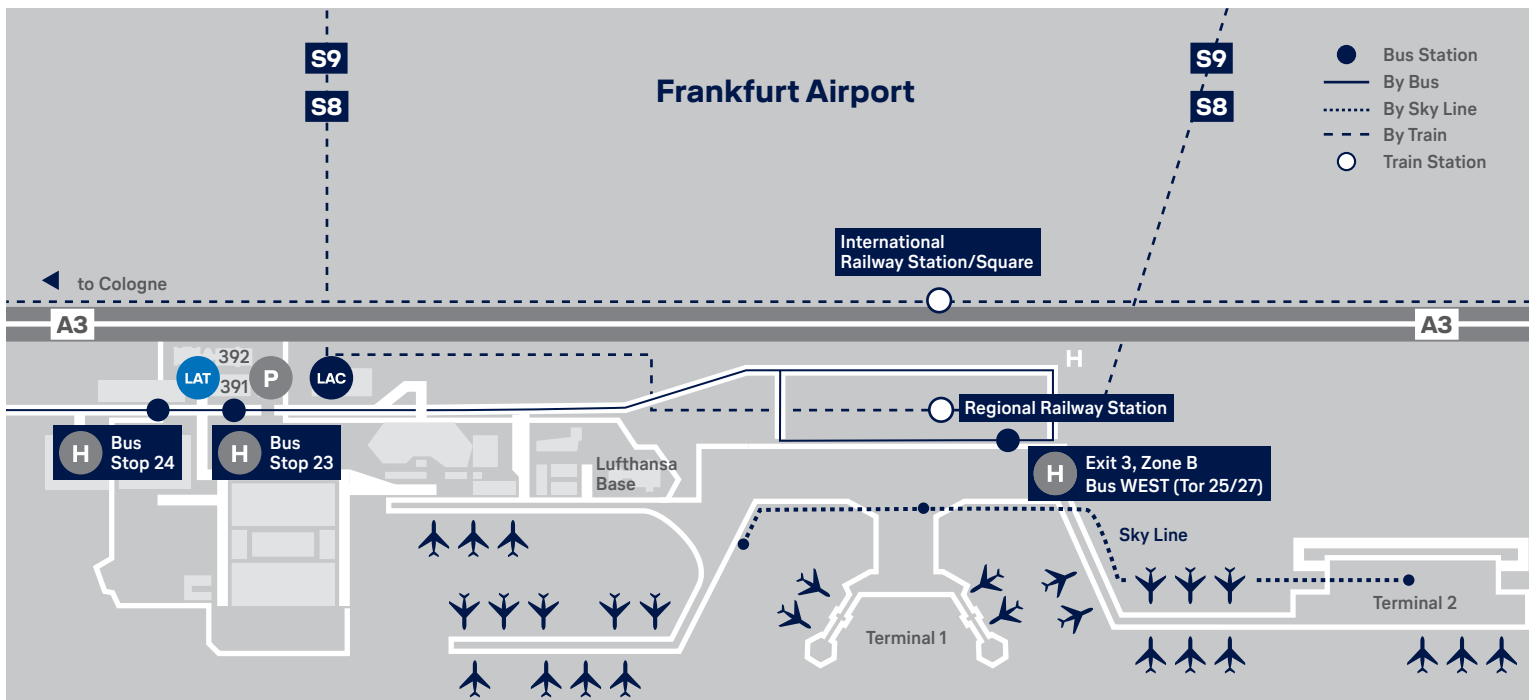 S9
S8
Frankfurt Airport
S9
S8
Bus Station
By Bus
By Sky Line
By Train
Train Station
International
Railway Station/Square
to Cologne
A3
A3
392
LAT
391
P
LAC
H
Regional Railway Station
H
Bus
Stop 24
H
Bus
Stop 23
Lufthansa
Base
H
Exit 3, Zone B
Bus WEST (Tor 25/27)
Sky Line
Terminal 2
Terminal 1